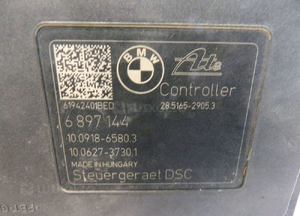 BMW
Ate
Controller
61942401BE0
28.5165-2905.3
6 897 144
10.0918-6580.3
10.0627-3730.1
MADE IN HUNGARY
Steuergeraet DSC